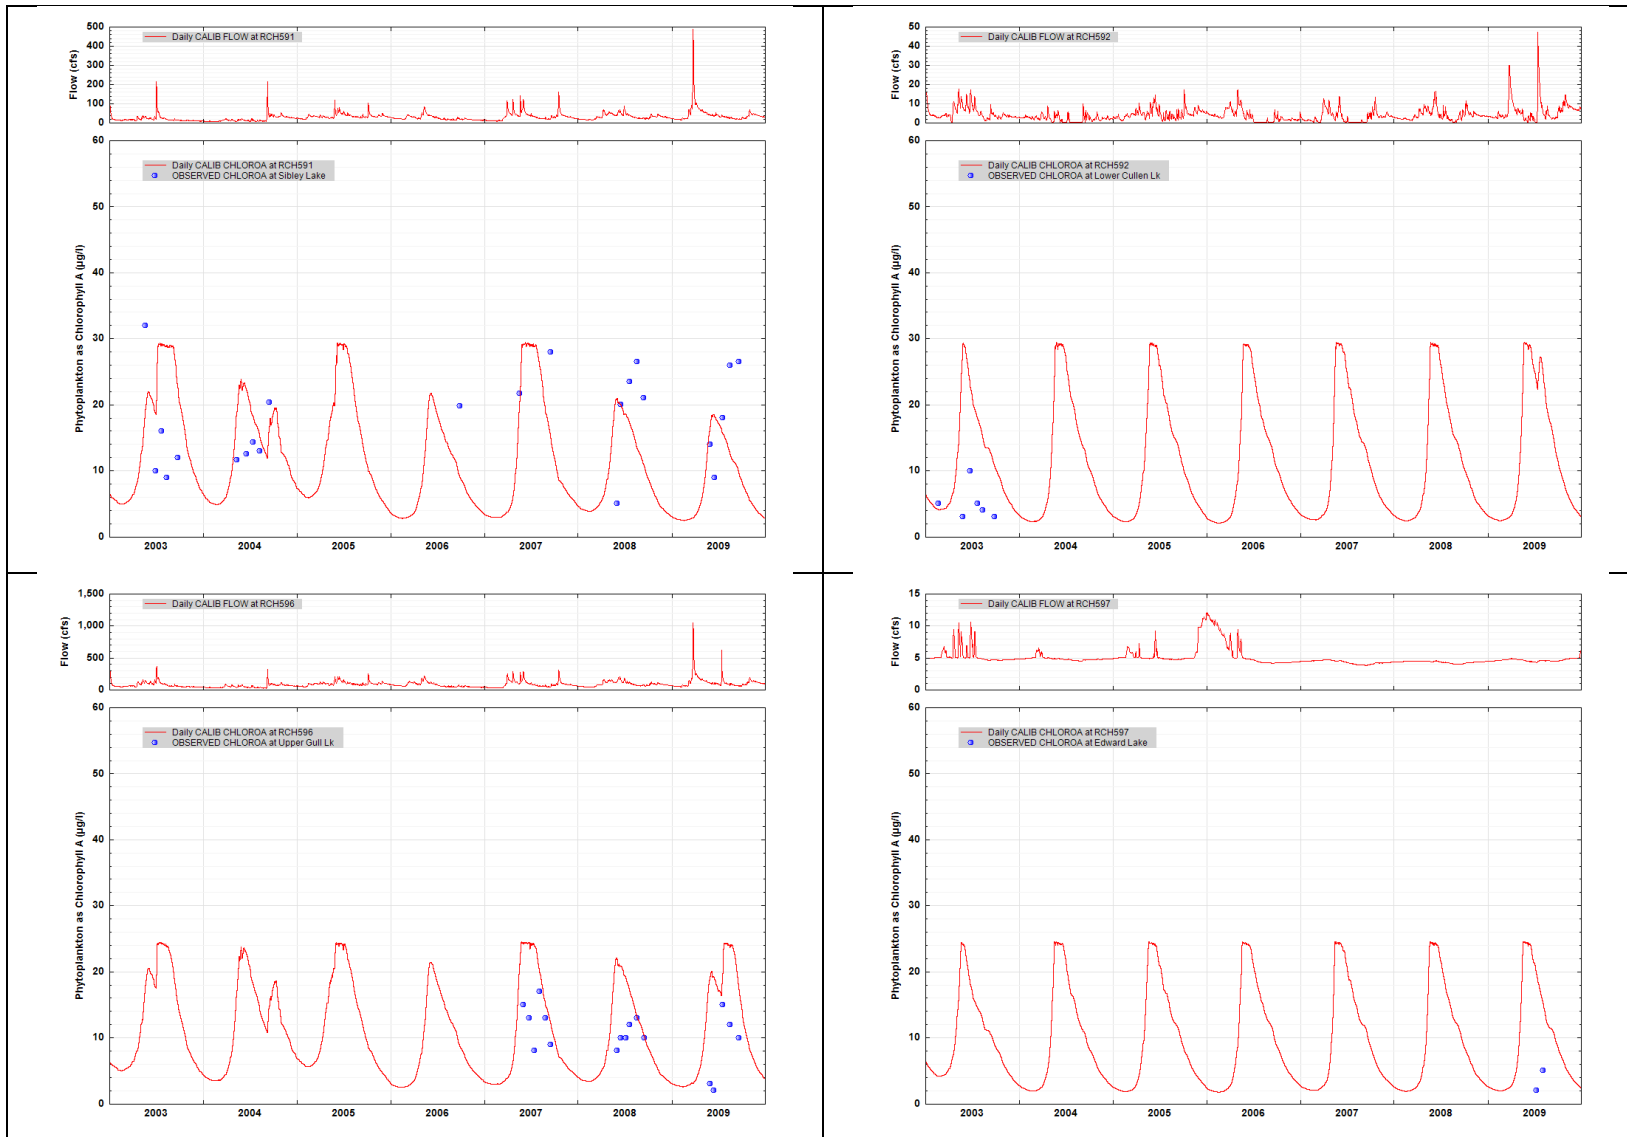 500
400
300
200
100
0
Flow (cfs)
Daily CALIB FLOW at RCH591
60
50
40
30
20
10
0
Phytoplankton as Chlorophyll A (µg/l)
Daily CALIB CHLOROA at RCH591
OBSERVED CHLOROA at Sibley Lake
2003 2004 2005 2006 2007 2008 2009
50
40
30
20
10
0
Flow (cfs)
Daily CALIB FLOW at RCH592
60
50
40
30
20
10
0
Phytoplankton as Chlorophyll A (µg/l)
Daily CALIB CHLOROA at RCH592
OBSERVED CHLOROA at Lower Cullen Lk
2003 2004 2005 2006 2007 2008 2009
1,500
1,000
500
0
Flow (cfs)
Daily CALIB FLOW at RCH596
60
50
40
30
20
10
0
Phytoplankton as Chlorophyll A (µg/l)
Daily CALIB CHLOROA at RCH596
OBSERVED CHLOROA at Upper Gull Lk
2003 2004 2005 2006 2007 2008 2009
15
10
5
0
Flow (cfs)
Daily CALIB FLOW at RCH597
60
50
40
30
20
10
0
Phytoplankton as Chlorophyll A (µg/l)
Daily CALIB CHLOROA at RCH597
OBSERVED CHLOROA at Edward Lake
2003 2004 2005 2006 2007 2008 2009